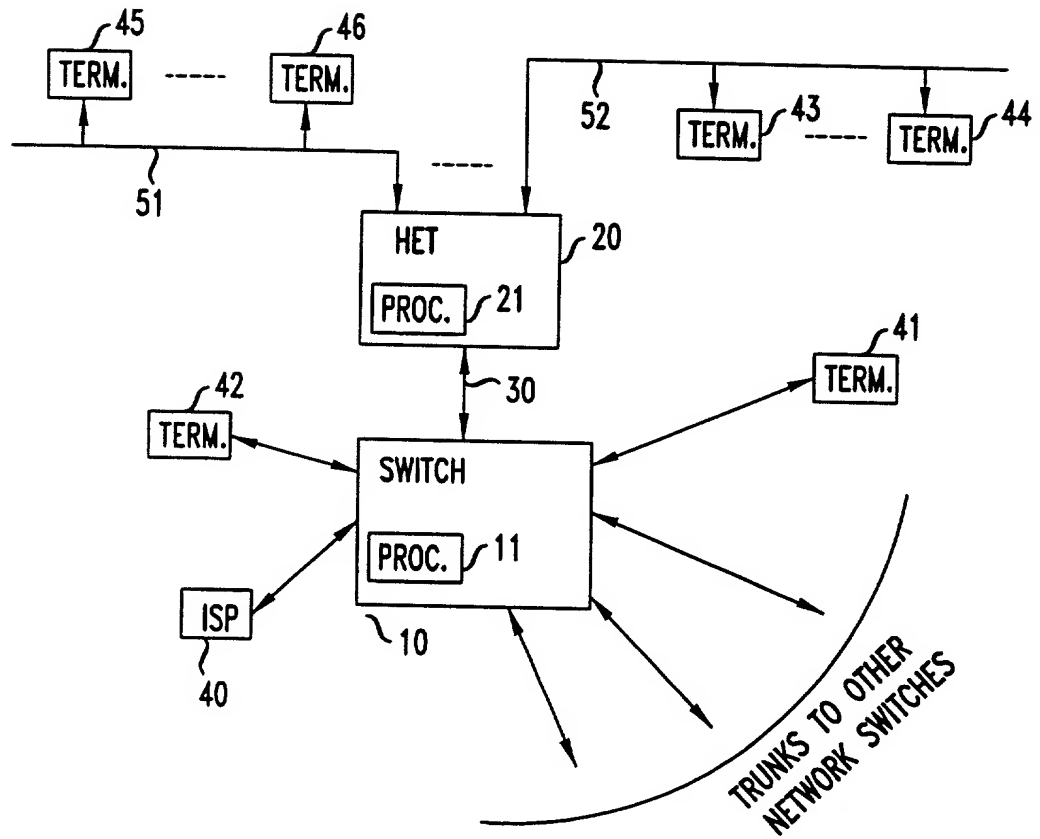 45
46
TERM.
TERM.
52
43
44
TERM.
TERM.
51
HET
20
PROC.
21
41
TERM.
30
42
TERM.
SWITCH
PROC.
11
ISP
10
40
TRUNKS TO OTHER
NETWORK SWITCHES